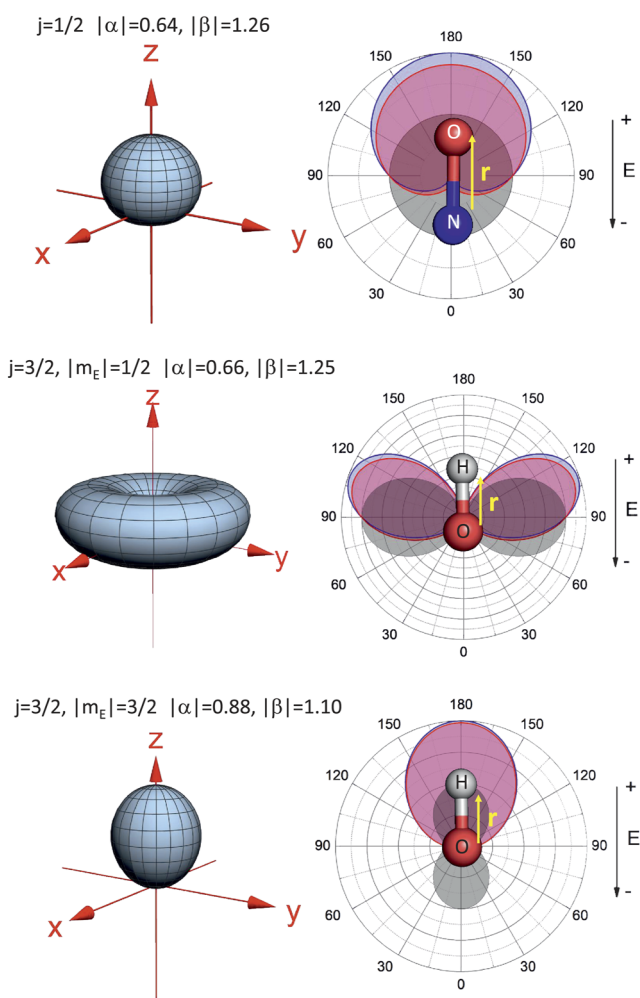 j=1/2 |α|=0.64, |β|=1.26
z
x
y
180
150
150
120
120
90
90
60
60
30
30
0
O
N
r
+
E
-
j=3/2, |mE|=1/2 |α|=0.66, |β|=1.25
z
x
y
180
150
150
120
120
90
90
60
60
30
30
0
H
O
r
+
E
-
j=3/2, |mE|=3/2 |α|=0.88, |β|=1.10
z
x
y
180
150
150
120
120
90
90
60
60
30
30
0
H
O
r
+
E
-